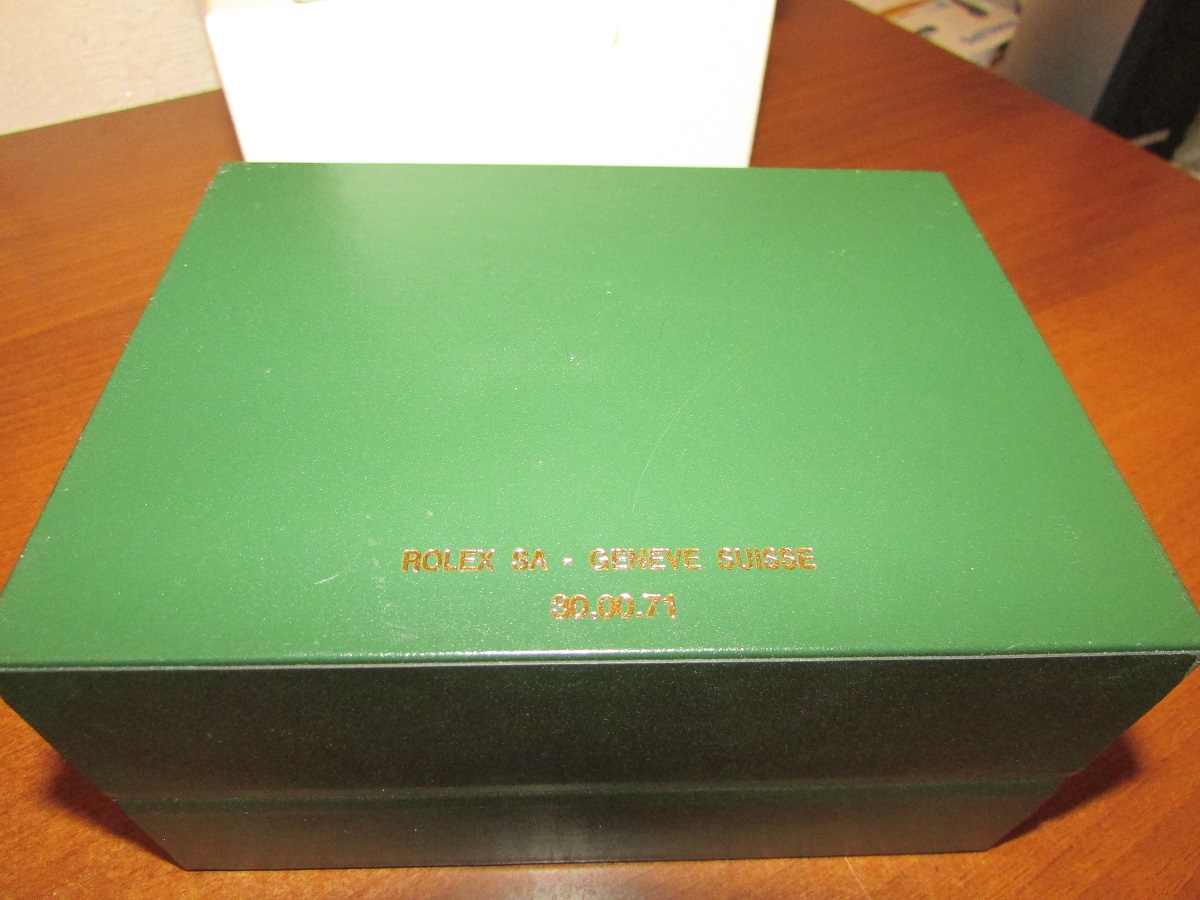 ROLEX SA - GENEVE SUISSE
30.00.71